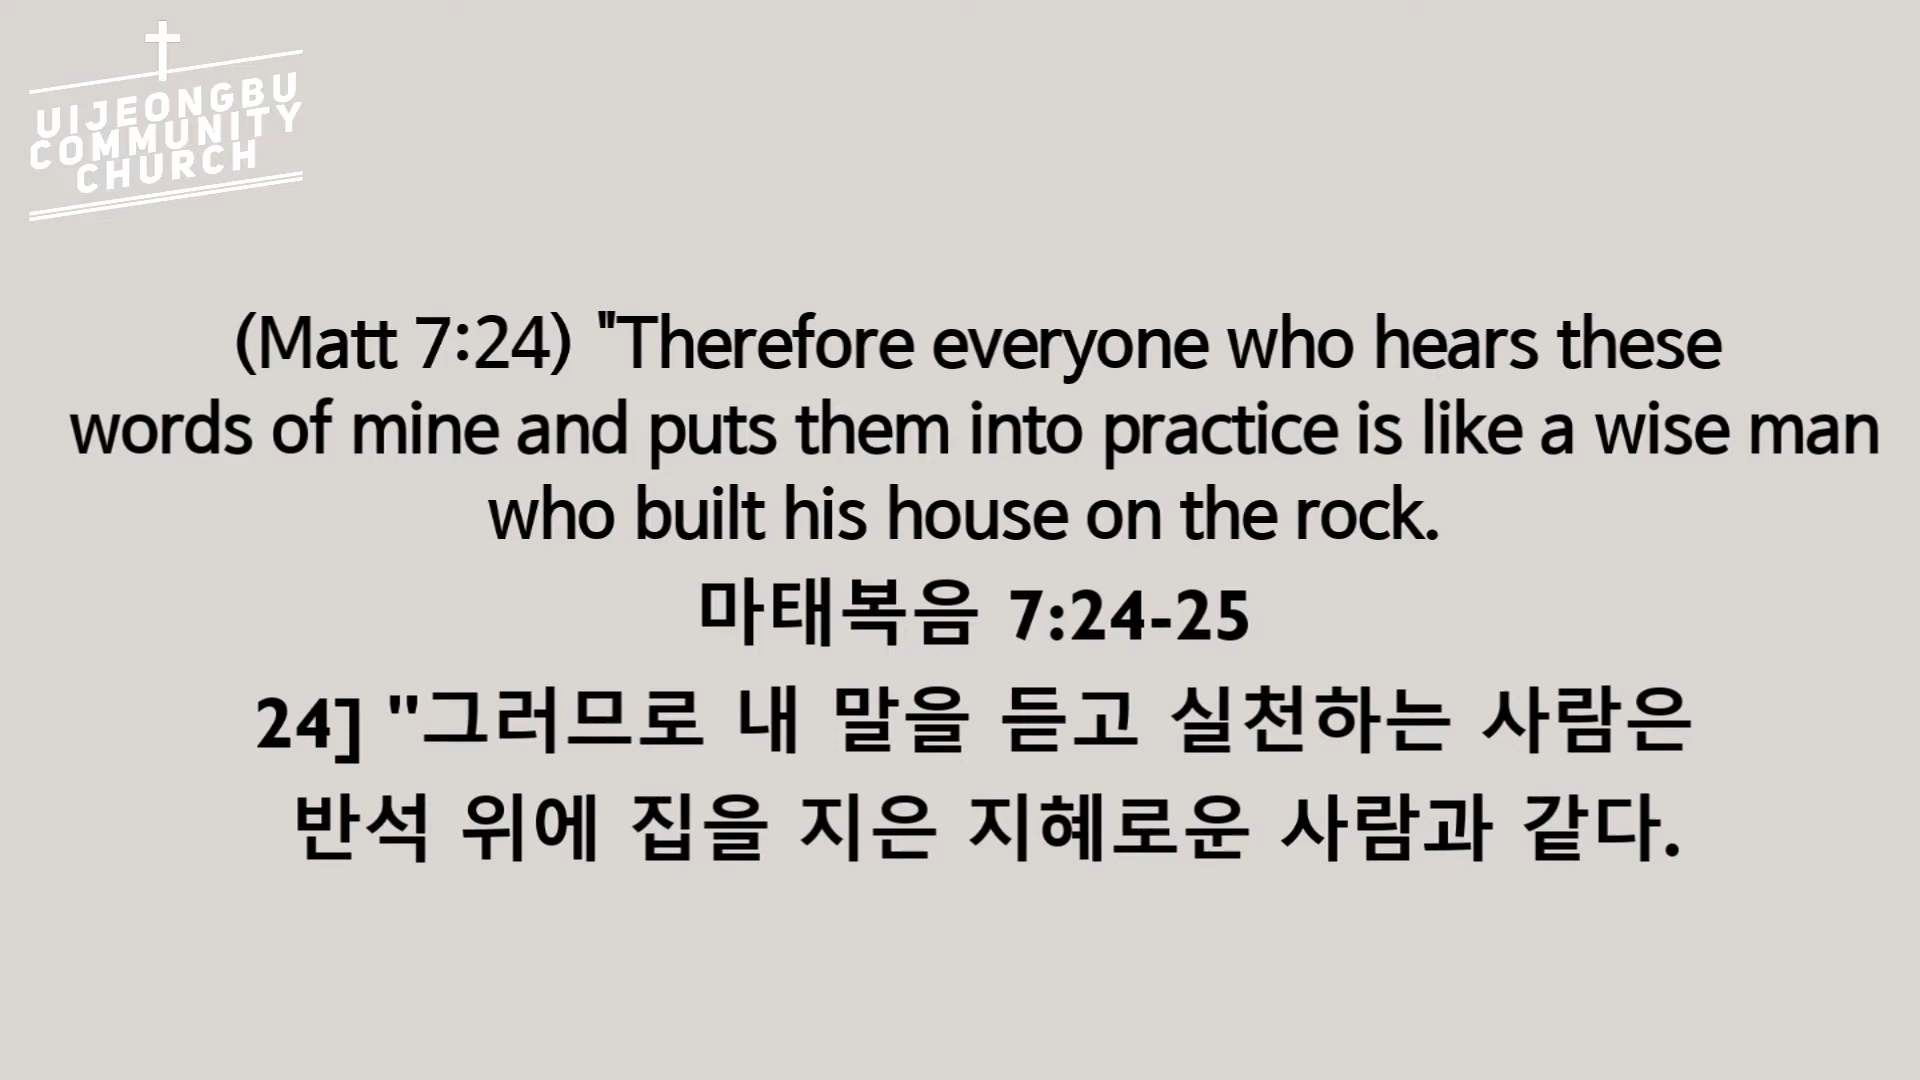 UIJEONGBU
COMMUNITY
CHURCH
(Matt 7:24) "Therefore everyone who hears these
words of mine and puts them into practice is like a wise man
who built his house on the rock.
마태복음 7:24-25
24] "그러므로 내 말을 듣고 실천하는 사람은
반석 위에 집을 지은 지혜로운 사람과 같다.